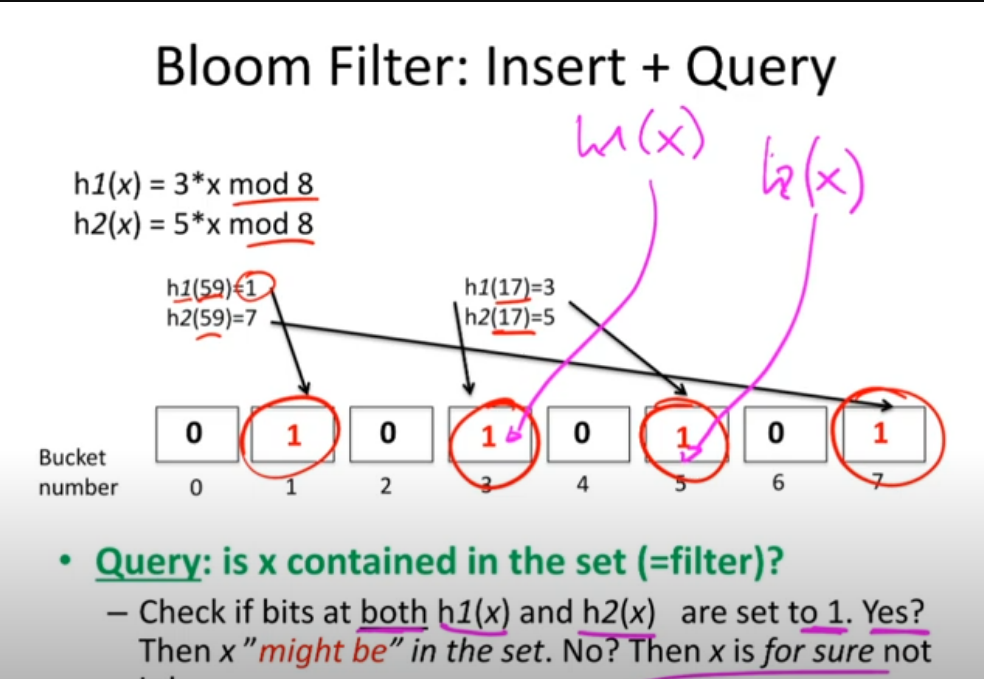 Bloom Filter: Insert + Query
h1(x)
h2(x)
h1(x) = 3*x mod 8
h2(x) = 5*x mod 8
h1(59)=1
h2(59)=7
h1(17)=3
h2(17)=5
0 1 0 1 0 1 0 1
Bucket
number 0 1 2 3 4 5 6 7
• Query: is x contained in the set (=filter)?
– Check if bits at both h1(x) and h2(x) are set to 1. Yes?
Then x "might be" in the set. No? Then x is for sure not